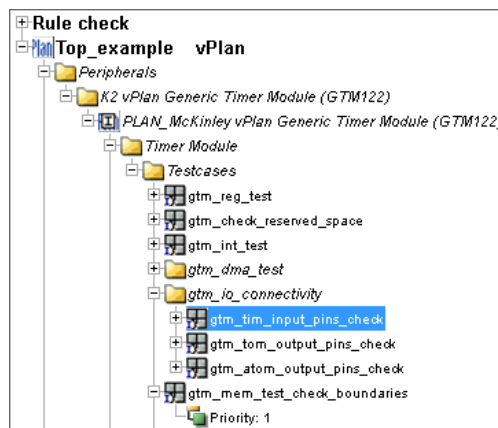 Rule check
Plan Top_example vPlan
Peripherals
K2 vPlan Generic Timer Module (GTM122)
PLAN_McKinley vPlan Generic Timer Module (GTM122)
Timer Module
Testcases
gtm_reg_test
gtm_check_reserved_space
gtm_int_test
gtm_dma_test
gtm_io_connectivity
gtm_tim_input_pins_check
gtm_tom_output_pins_check
gtm_atom_output_pins_check
gtm_mem_test_check_boundaries
Priority: 1